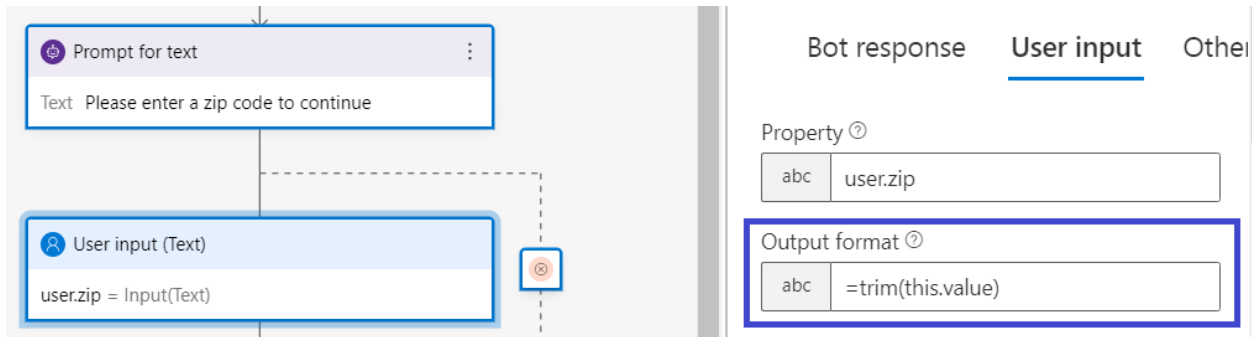 Prompt for text
Text Please enter a zip code to continue
User input (Text)
user.zip = Input(Text)
Bot response User input Other
Property
abc user.zip
Output format
abc =trim(this.value)